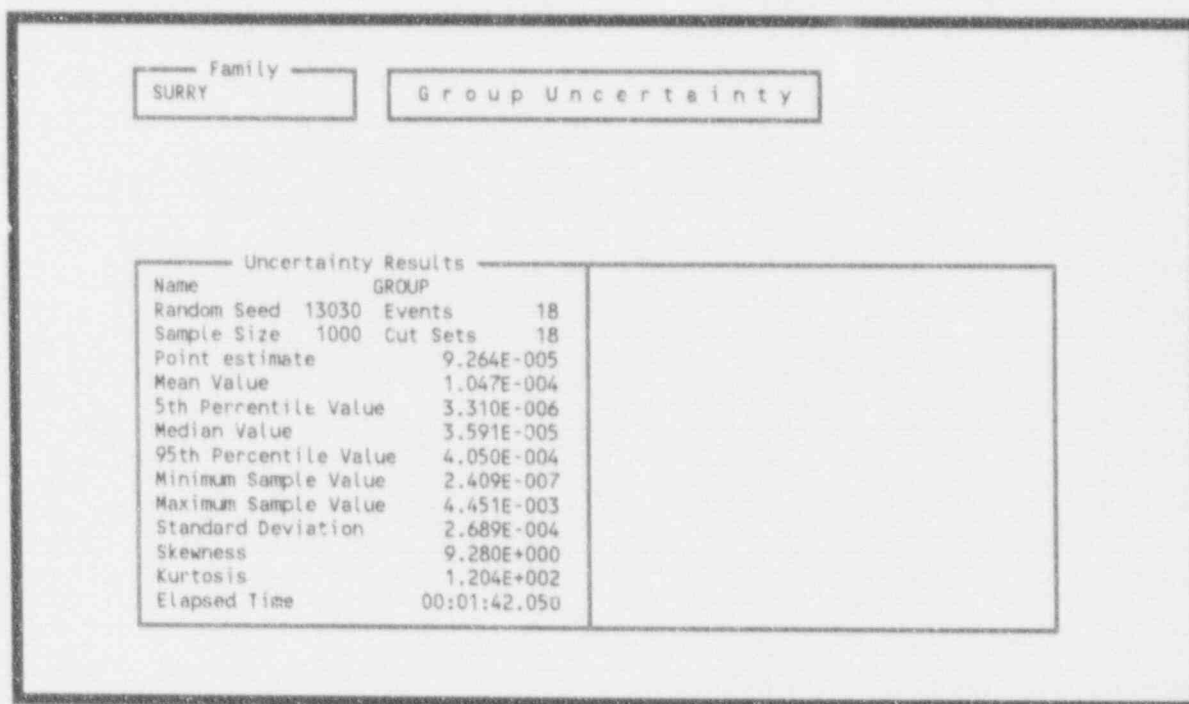 Family
SURRY
Group Uncertainty
Uncertainty Results
Name GROUP
Random Seed 13030 Events 18
Sample Size 1000 Cut Sets 18
Point estimate 9.264E-005
Mean Value 1.047E-004
5th Percentile Value 3.310E-006
Median Value 3.591E-005
95th Percentile Value 4.050E-004
Minimum Sample Value 2.409E-007
Maximum Sample Value 4.451E-003
Standard Deviation 2.689E-004
Skewness 9.280E+000
Kurtosis 1.204E+002
Elapsed Time 00:01:42.050